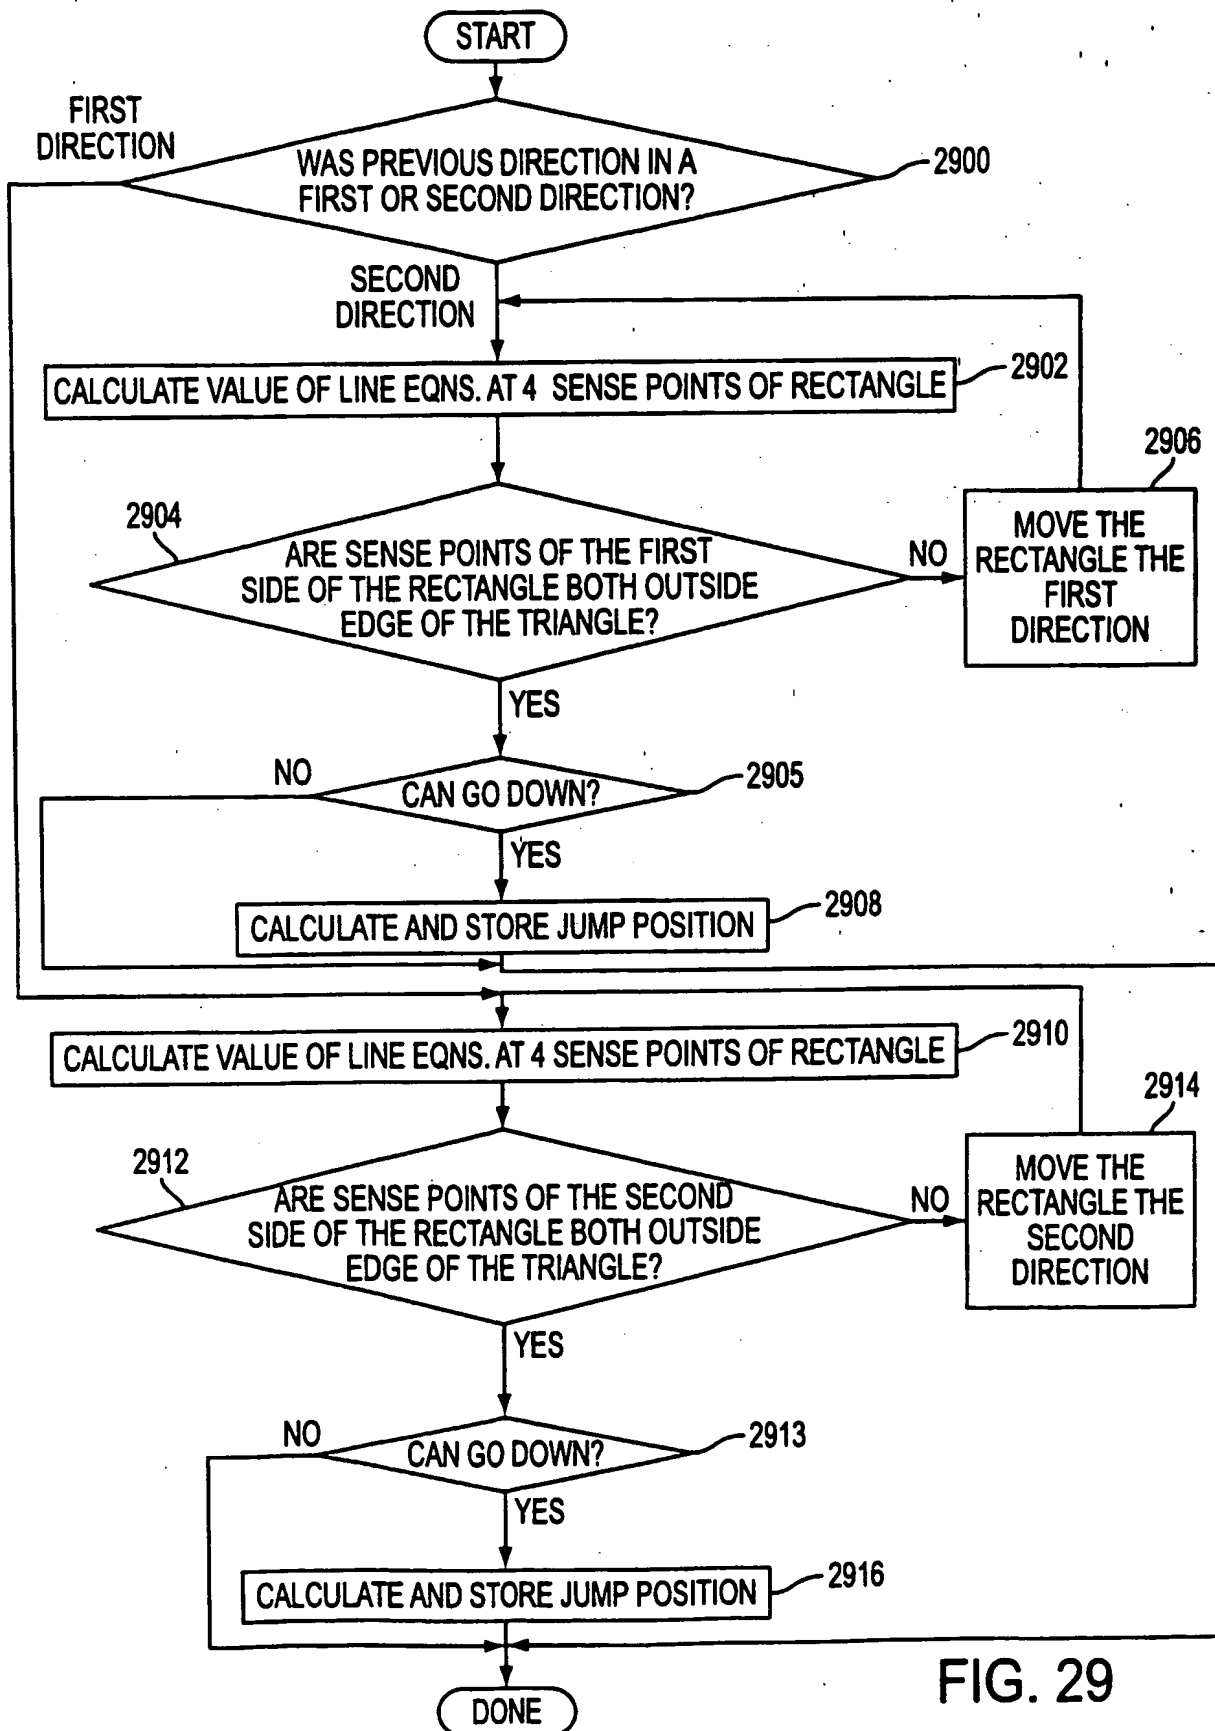 START
FIRST
DIRECTION
WAS PREVIOUS DIRECTION IN A
FIRST OR SECOND DIRECTION?
2900
SECOND
DIRECTION
CALCULATE VALUE OF LINE EQNS. AT 4 SENSE POINTS OF RECTANGLE
2902
2904
ARE SENSE POINTS OF THE FIRST
SIDE OF THE RECTANGLE BOTH OUTSIDE
EDGE OF THE TRIANGLE?
NO
2906
MOVE THE
RECTANGLE THE
FIRST
DIRECTION
YES
NO
CAN GO DOWN?
2905
YES
CALCULATE AND STORE JUMP POSITION
2908
CALCULATE VALUE OF LINE EQNS. AT 4 SENSE POINTS OF RECTANGLE
2910
2912
ARE SENSE POINTS OF THE SECOND
SIDE OF THE RECTANGLE BOTH OUTSIDE
EDGE OF THE TRIANGLE?
NO
2914
MOVE THE
RECTANGLE THE
SECOND
DIRECTION
YES
NO
CAN GO DOWN?
2913
YES
CALCULATE AND STORE JUMP POSITION
2916
DONE
FIG. 29